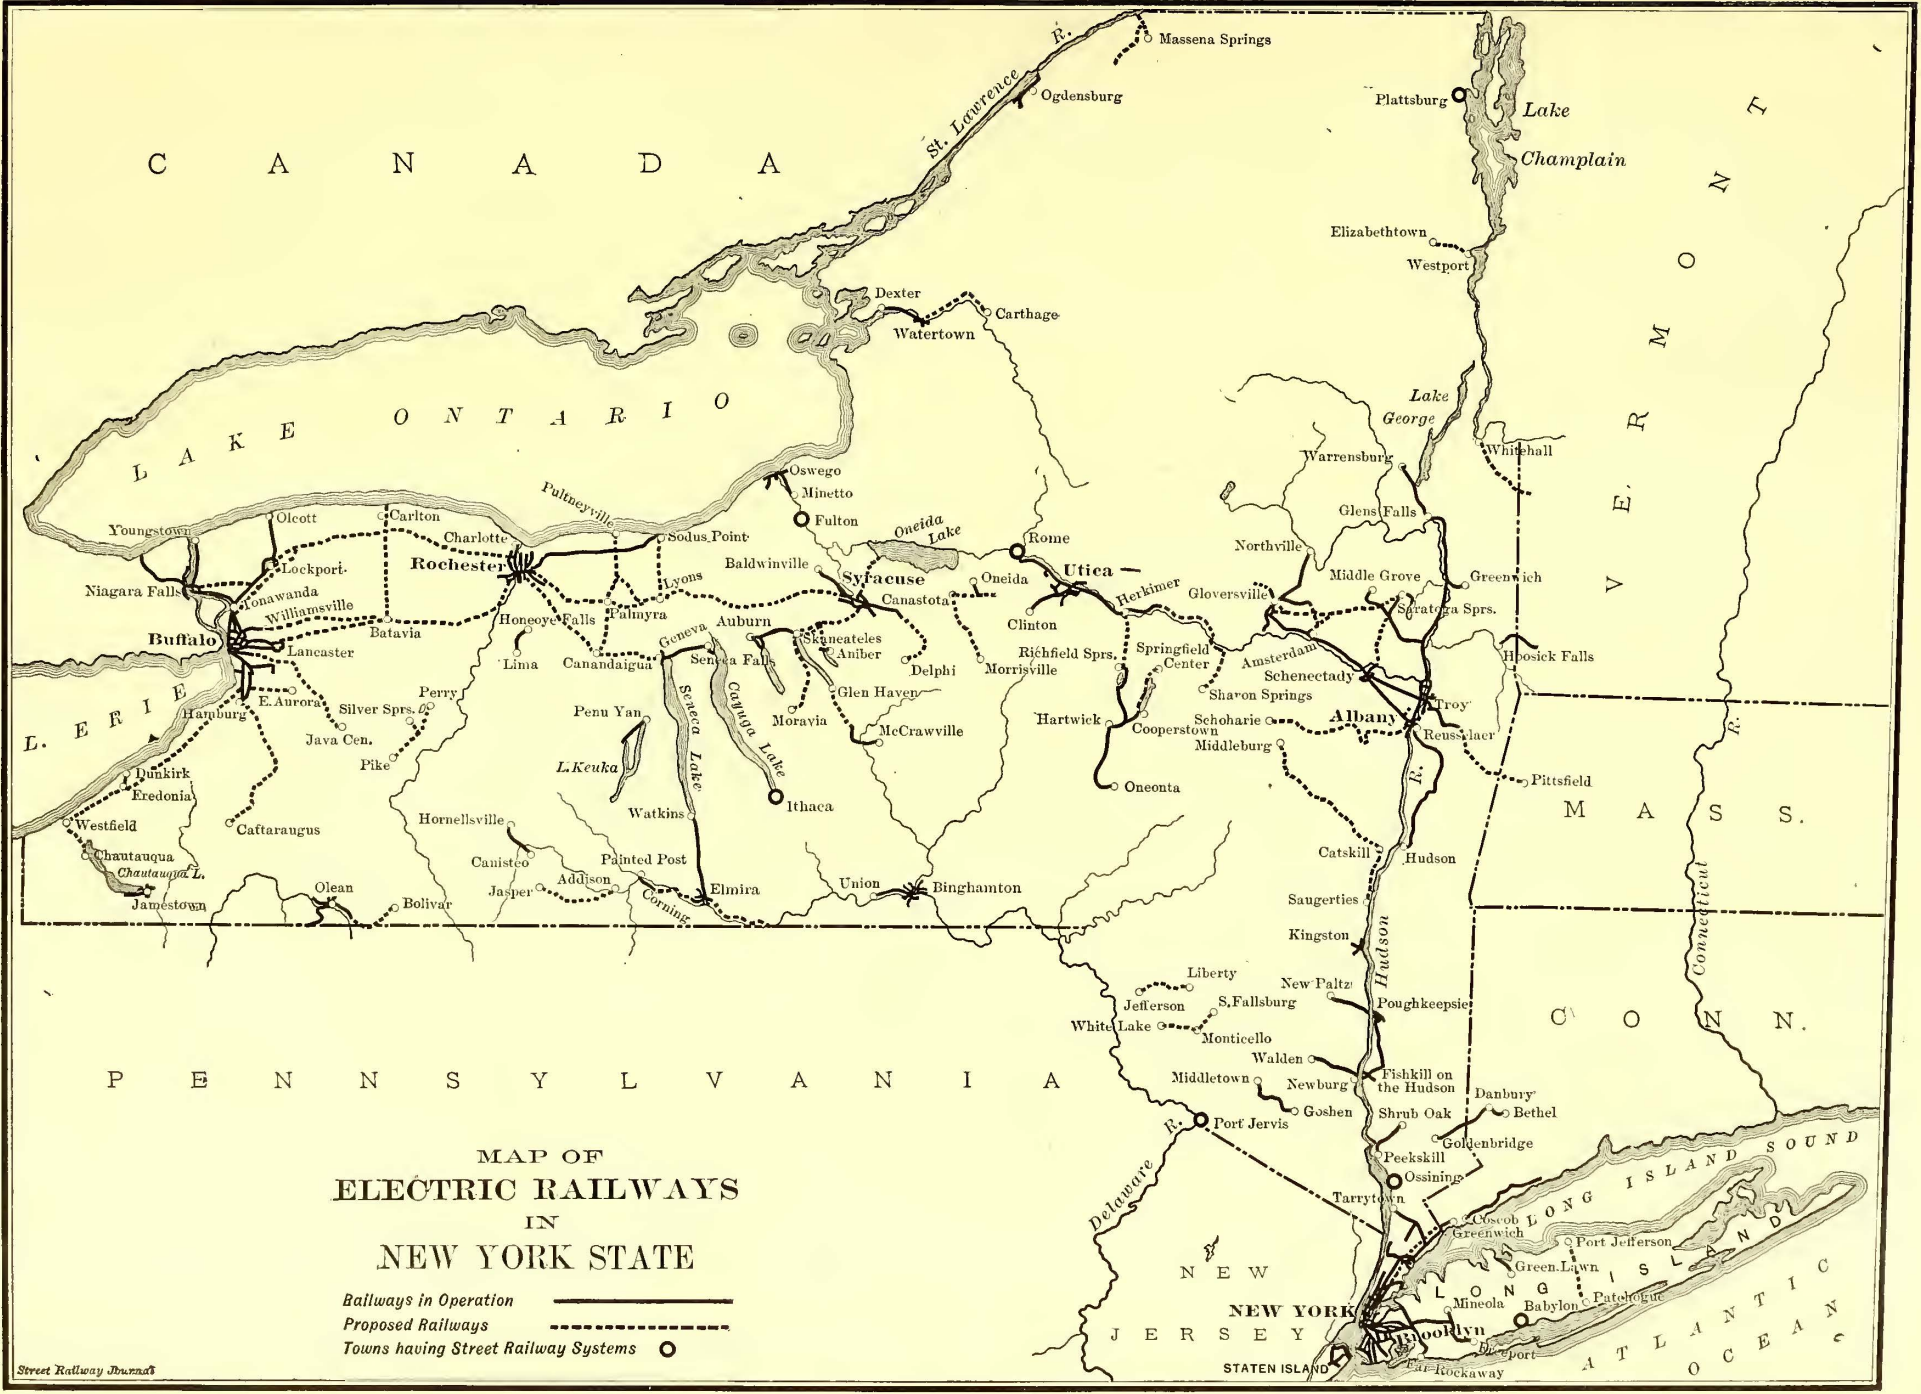 Massena Springs
Ogdensburg
St. Lawrence R.
Plattsburg
Lake
Champlain
CANADA
VERMONT
Elizabethtown
Westport
Dexter
Watertown
Carthage
LAKE ONTARIO
Lake
George
Warrensburg
Whitehall
Glens Falls
Oswego
Minetto
Fulton
Pultneyville
Sodus Point
Youngstown
Olcott
Carlton
Charlotte
Rochester
Lockport
Niagara Falls
Tonawanda
Williamsville
Buffalo
Lancaster
Batavia
Honeoye Falls
Palmyra
Lyons
Baldwinville
Syracuse
Oneida
Lake
Oneida
Canastota
Rome
Utica
Clinton
Herkimer
Northville
Gloversville
Middle Grove
Greenwich
Saratoga Sprs.
Lima
Canandaigua
Geneva
Seneca Falls
Auburn
Skaneateles
Aniber
Delphi
Morrisville
Richfield Sprs.
Springfield
Center
Amsterdam
Schenectady
Hoosick Falls
Sharon Springs
L. ERIE
Hamburg
E. Aurora
Silver Sprs.
Perry
Java Cen.
Pike
Penn Yan
L. Keuka
Seneca Lake
Cayuga Lake
Glen Haven
Moravia
McCrawville
Hartwick
Cooperstown
Schoharie
Middleburg
Albany
Troy
Reusselaer
Oneonta
Pittsfield
MASS.
Dunkirk
Fredonia
Westfield
Caftaraugus
Chautauqua
Chautauqua L.
Jamestown
Olean
Bolivar
Hornellsville
Canisteo
Jasper
Addison
Painted Post
Corning
Watkins
Ithaca
Elmira
Union
Binghamton
Catskill
Hudson
Saugerties
Kingston
Hudson R.
Connecticut R.
CONN.
Liberty
Jefferson
S. Fallsburg
White Lake
Monticello
New Paltz
Poughkeepsie
Walden
Middletown
Newburg
Fishkill on
the Hudson
Goshen
Port Jervis
Delaware R.
Shrub Oak
Danbury
Bethel
Goldenbridge
Peekskill
Ossining
Tarrytown
Coscob
Greenwich
LONG ISLAND SOUND
PENNSYLVANIA
NEW
JERSEY
Port Jefferson
Green Lawn
LONG ISLAND
Mineola
Babylon
Patchogue
NEW YORK
Brooklyn
Freeport
Far Rockaway
STATEN ISLAND
ATLANTIC
OCEAN
MAP OF
ELECTRIC RAILWAYS
IN
NEW YORK STATE
Railways in Operation
Proposed Railways
Towns having Street Railway Systems
Street Railway Journal